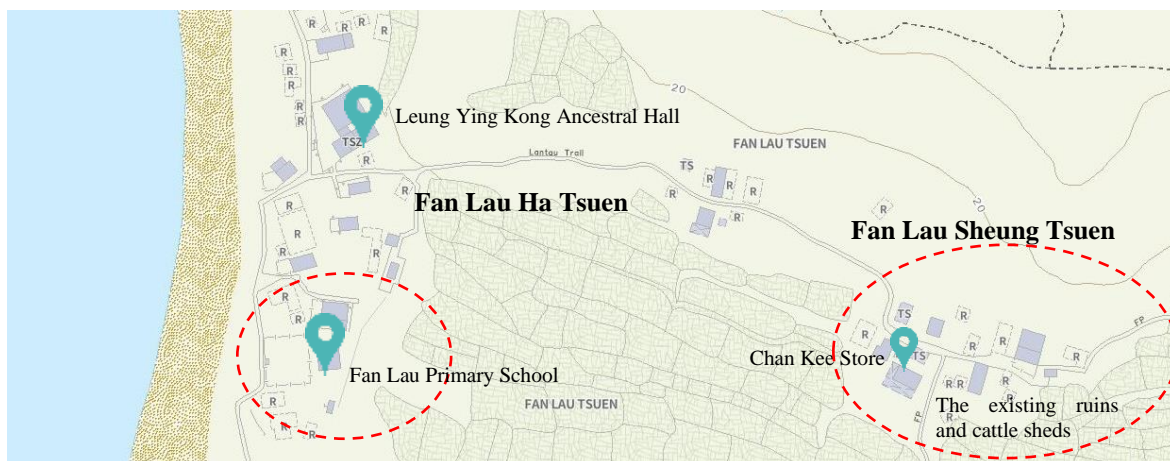 R
R
R
R
R
R
R
Leung Ying Kong Ancestral Hall
TSZ
R
20
FAN LAU TSUEN
Lantau Trail
TS
R
R
R
R
R
R
R
Fan Lau Ha Tsuen
R
20
Fan Lau Sheung Tsuen
R
R
R
R
R
R
TS
R
R
FP
R
R
Chan Kee Store
TS
R
R
Fan Lau Primary School
R
R
R
R
R
The existing ruins
and cattle sheds
FAN LAU TSUEN
FP
R
R
R